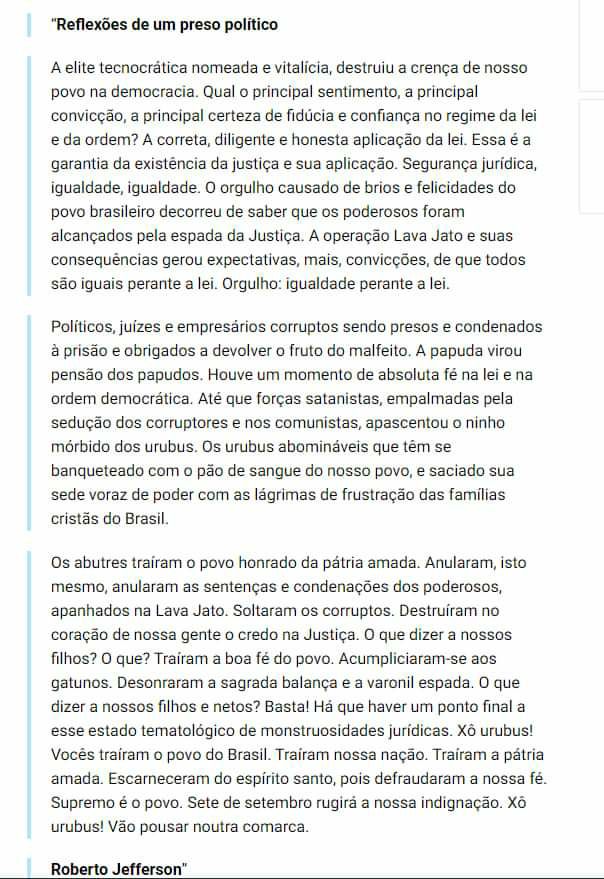 "Reflexões de um preso político
A elite tecnocrática nomeada e vitalícia, destruiu a crença de nosso
povo na democracia. Qual o principal sentimento, a principal
convicção, a principal certeza de fidúcia e confiança no regime da lei
e da ordem? A correta, diligente e honesta aplicação da lei. Essa é a
garantia da existência da justiça e sua aplicação. Segurança jurídica,
igualdade, igualdade. O orgulho causado de brios e felicidades do
povo brasileiro decorreu de saber que os poderosos foram
alcançados pela espada da Justiça. A operação Lava Jato e suas
consequências gerou expectativas, mais, convicções, de que todos
são iguais perante a lei. Orgulho: igualdade perante a lei.
Políticos, juízes e empresários corruptos sendo presos e condenados
à prisão e obrigados a devolver o fruto do malfeito. A papuda virou
pensão dos papudos. Houve um momento de absoluta fé na lei e na
ordem democrática. Até que forças satanistas, empalmadas pela
sedução dos corruptores e nos comunistas, apascentou o ninho
mórbido dos urubus. Os urubus abomináveis que têm se
banqueteado com o pão de sangue do nosso povo, e saciado sua
sede voraz de poder com as lágrimas de frustração das famílias
cristãs do Brasil.
Os abutres traíram o povo honrado da pátria amada. Anularam, isto
mesmo, anularam as sentenças e condenações dos poderosos,
apanhados na Lava Jato. Soltaram os corruptos. Destruíram no
coração de nossa gente o credo na Justiça. O que dizer a nossos
filhos? O que? Traíram a boa fé do povo. Acumpliciaram-se aos
gatunos. Desonraram a sagrada balança e a varonil espada. O que
dizer a nossos filhos e netos? Basta! Há que haver um ponto final a
esse estado tematológico de monstruosidades jurídicas. Xô urubus!
Vocês traíram o povo do Brasil. Traíram nossa nação. Traíram a pátria
amada. Escarneceram do espírito santo, pois defraudaram a nossa fé.
Supremo é o povo. Sete de setembro rugirá a nossa indignação. Xô
urubus! Vão pousar noutra comarca.
Roberto Jefferson"